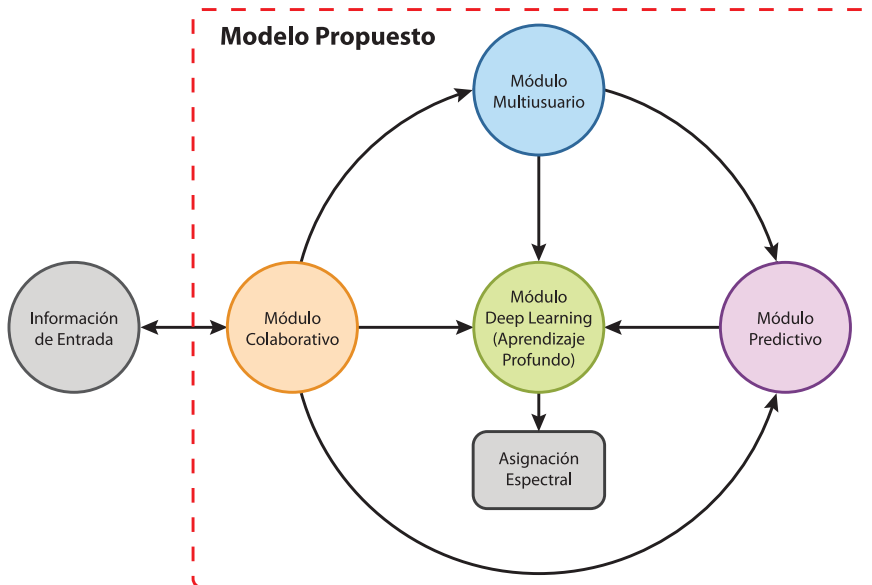 Modelo Propuesto
Módulo
Multiusuario
Información
de Entrada
Módulo
Colaborativo
Módulo
Deep Learning
(Aprendizaje
Profundo)
Módulo
Predictivo
Asignación
Espectral